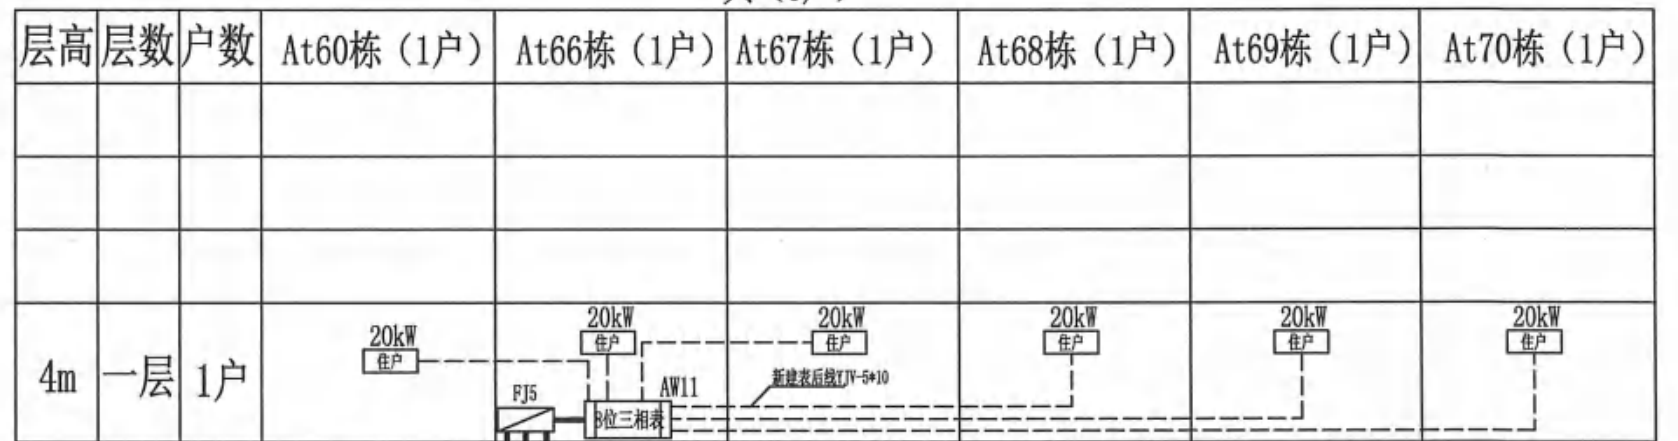 层高 层数 户数 At60栋（1户） At66栋（1户） At67栋（1户） At68栋（1户） At69栋（1户） At70栋（1户）
20kW 20kW 20kW 20kW 20kW 20kW
住户 住户 住户 住户 住户 住户
4m 一层 1户
新建表后线YJV-5*10
FJ5
AW11
位三相表